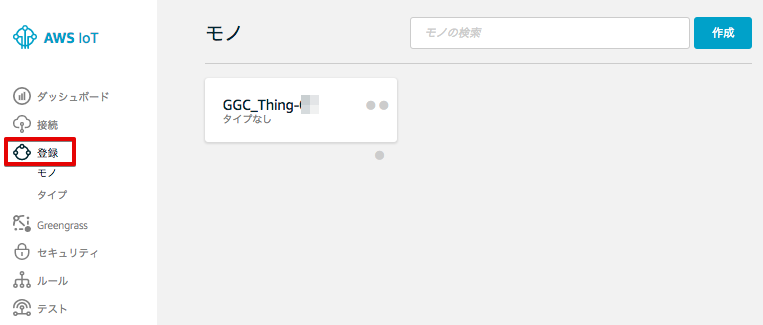 AWS IoT
ダッシュボード
接続
登録
モノ
タイプ
Greengrass
セキュリティ
ルール
テスト
モノ
モノの検索
作成
GGC_Thing-
タイプなし